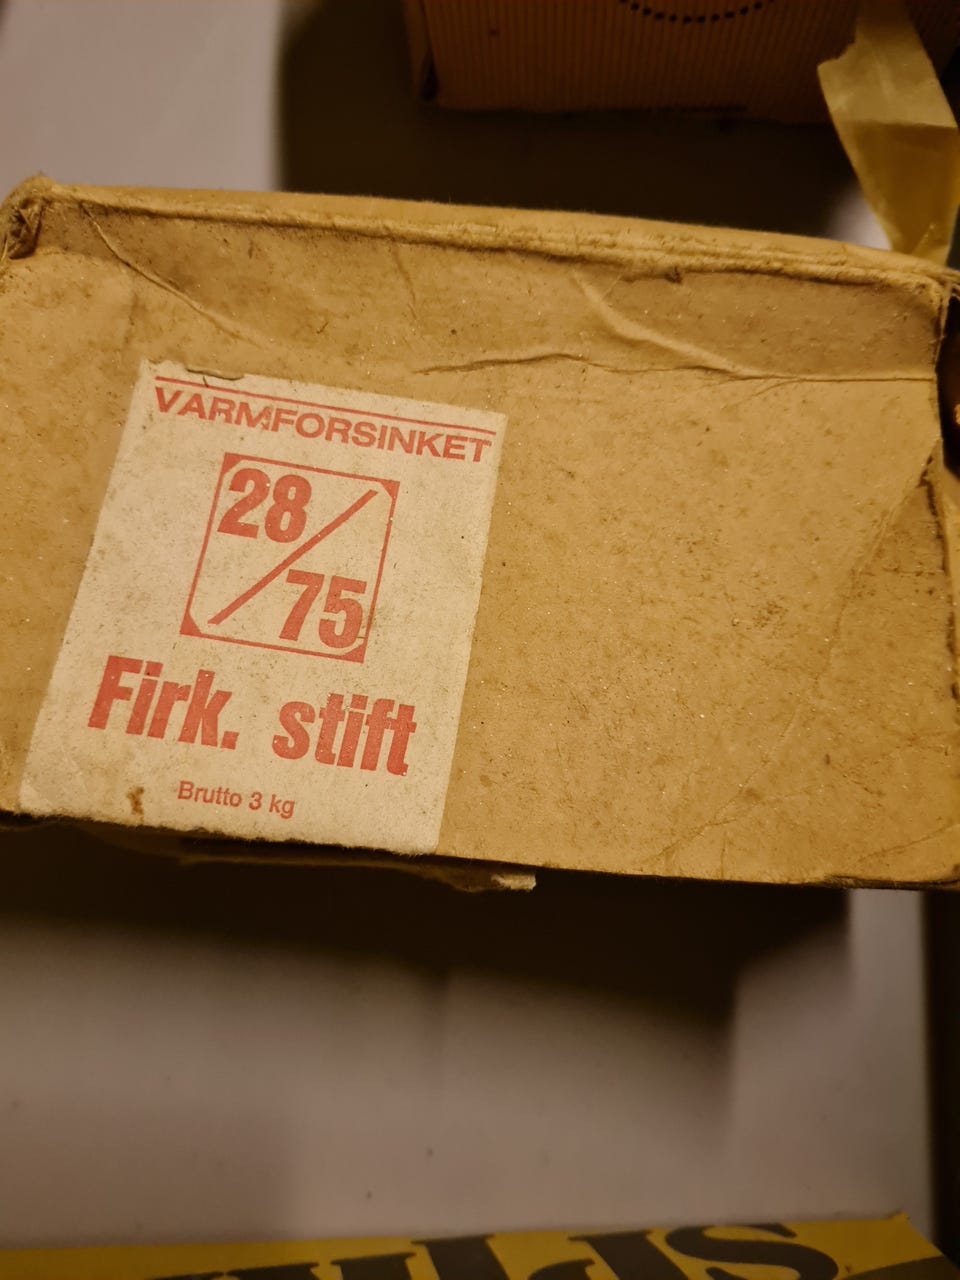 VARMFORSINKET
28/75
Firk. stift
Brutto 3 kg